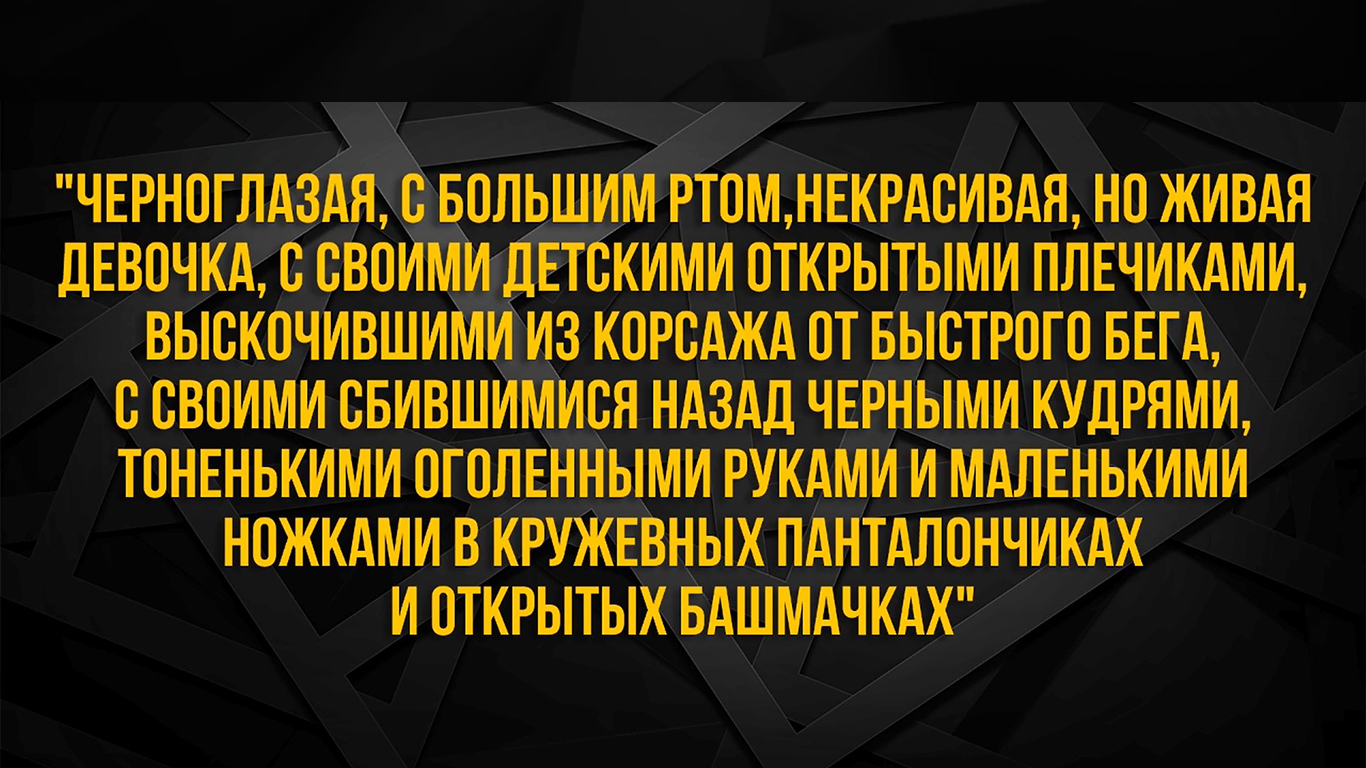 "ЧЕРНОГЛАЗАЯ, С БОЛЬШИМ РТОМ,НЕКРАСИВАЯ, НО ЖИВАЯ
ДЕВОЧКА, С СВОИМИ ДЕТСКИМИ ОТКРЫТЫМИ ПЛЕЧИКАМИ,
ВЫСКОЧИВШИМИ ИЗ КОРСАЖА ОТ БЫСТРОГО БЕГА,
С СВОИМИ СБИВШИМИСЯ НАЗАД ЧЕРНЫМИ КУДРЯМИ,
ТОНЕНЬКИМИ ОГОЛЕННЫМИ РУКАМИ И МАЛЕНЬКИМИ
НОЖКАМИ В КРУЖЕВНЫХ ПАНТАЛОНЧИКАХ
И ОТКРЫТЫХ БАШМАЧКАХ"